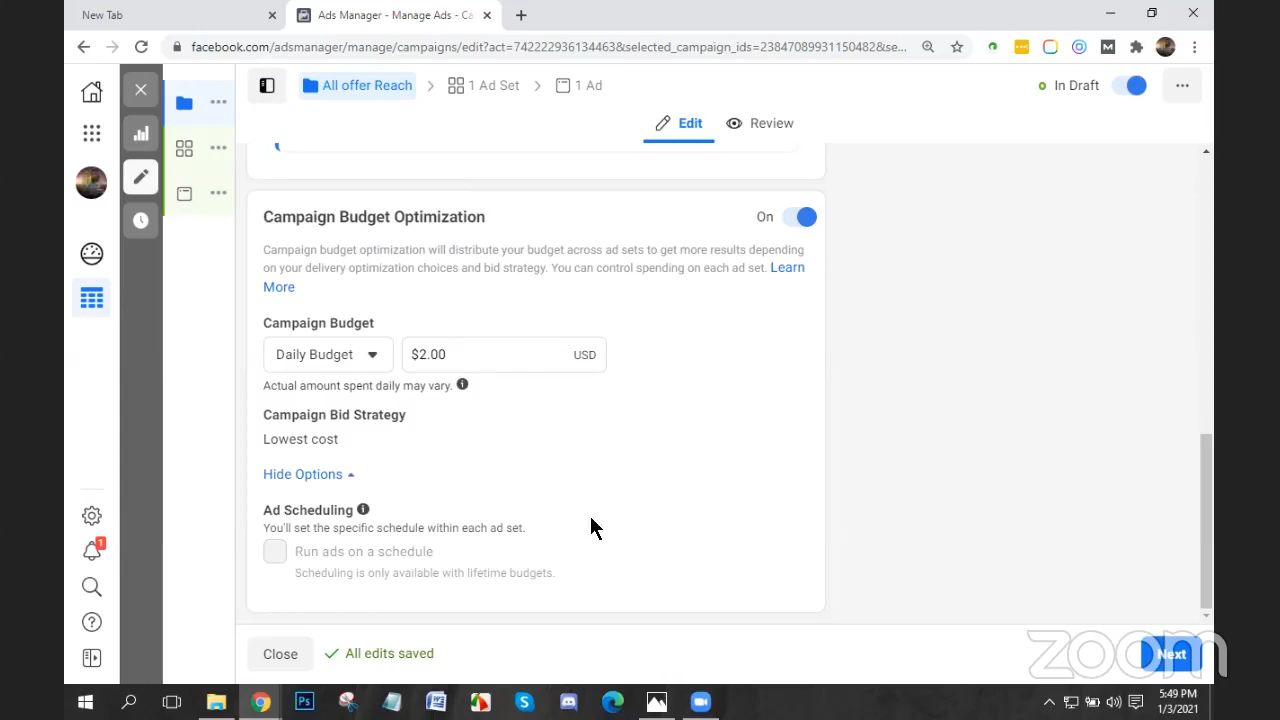 New Tab
Ads Manager - Manage Ads - Ca
facebook.com/adsmanager/manage/campaigns/edit?act=742222936134463&selected_campaign_ids=23847089931150482&se...
All offer Reach
1 Ad Set
1 Ad
In Draft
Edit
Review
Campaign Budget Optimization
On
Campaign budget optimization will distribute your budget across ad sets to get more results depending
on your delivery optimization choices and bid strategy. You can control spending on each ad set. Learn
More
Campaign Budget
Daily Budget
$2.00
USD
Actual amount spent daily may vary.
Campaign Bid Strategy
Lowest cost
Hide Options
Ad Scheduling
You'll set the specific schedule within each ad set.
Run ads on a schedule
Scheduling is only available with lifetime budgets.
1
Close
All edits saved
Next
zoom
5:49 PM
1/3/2021